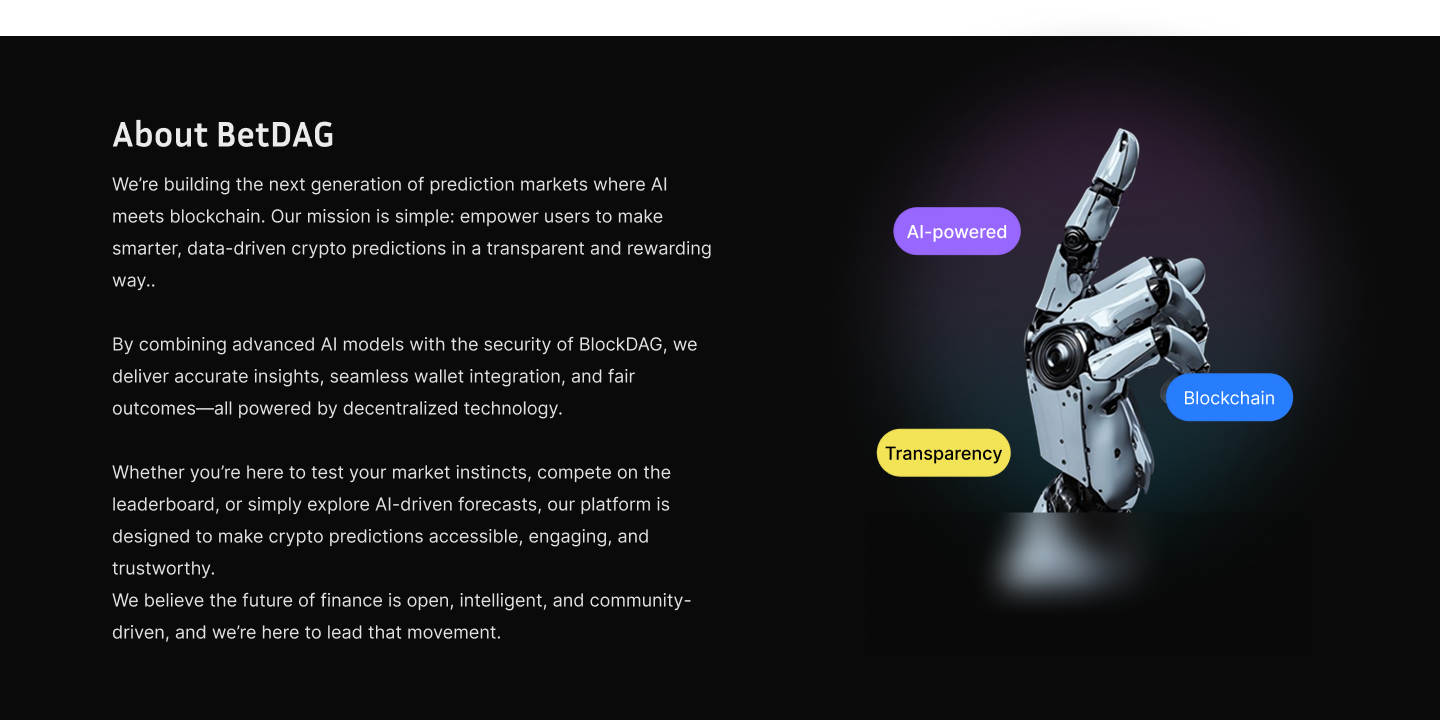 About BetDAG
We’re building the next generation of prediction markets where AI
meets blockchain. Our mission is simple: empower users to make
smarter, data-driven crypto predictions in a transparent and rewarding
way..
By combining advanced AI models with the security of BlockDAG, we
deliver accurate insights, seamless wallet integration, and fair
outcomes—all powered by decentralized technology.
Whether you’re here to test your market instincts, compete on the
leaderboard, or simply explore AI-driven forecasts, our platform is
designed to make crypto predictions accessible, engaging, and
trustworthy.
We believe the future of finance is open, intelligent, and community-
driven, and we’re here to lead that movement.
AI-powered
Blockchain
Transparency